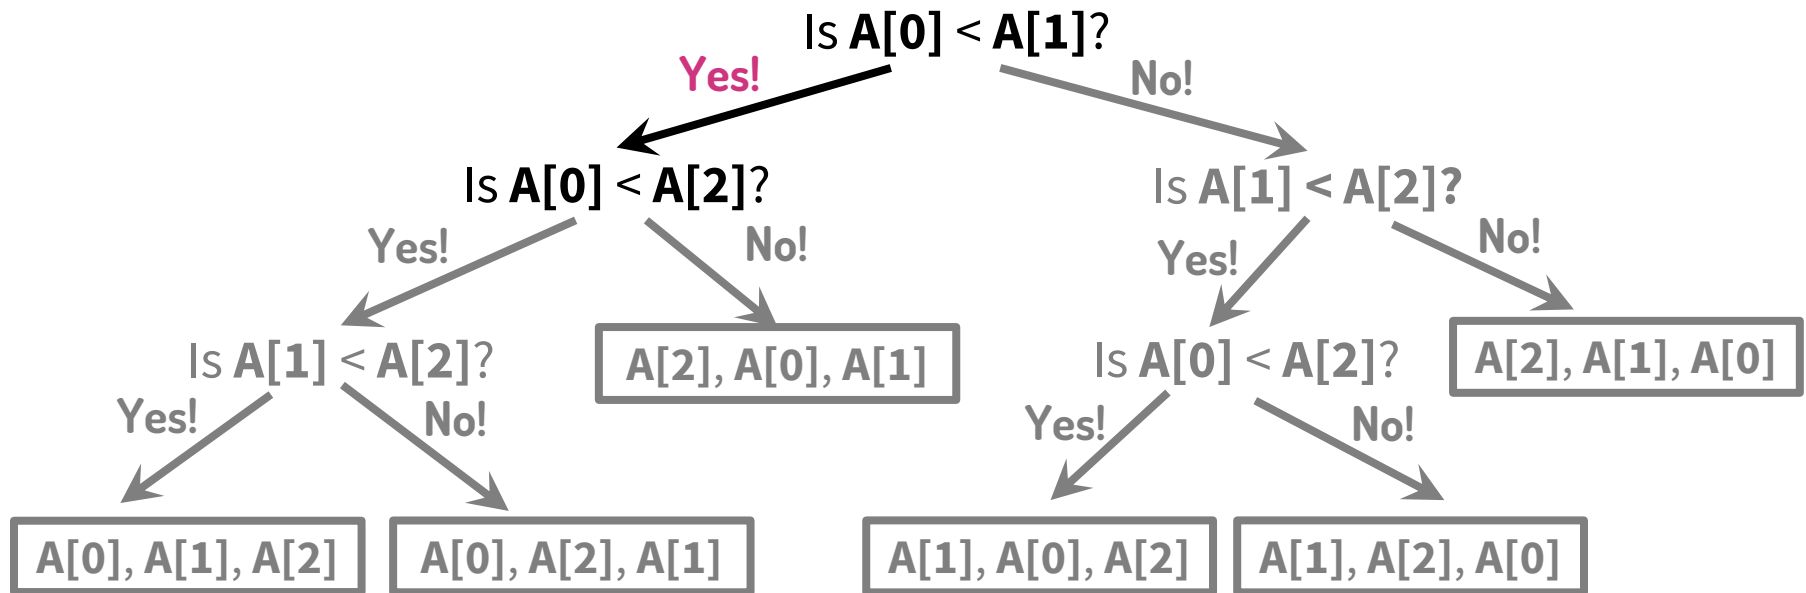 Is A[0] < A[1]?
Yes!
No!
Is A[0] < A[2]?
Is A[1] < A[2]?
Yes!
No!
Yes!
No!
Is A[1] < A[2]?
A[2], A[0], A[1]
Is A[0] < A[2]?
A[2], A[1], A[0]
Yes!
No!
Yes!
No!
A[0], A[1], A[2]
A[0], A[2], A[1]
A[1], A[0], A[2]
A[1], A[2], A[0]